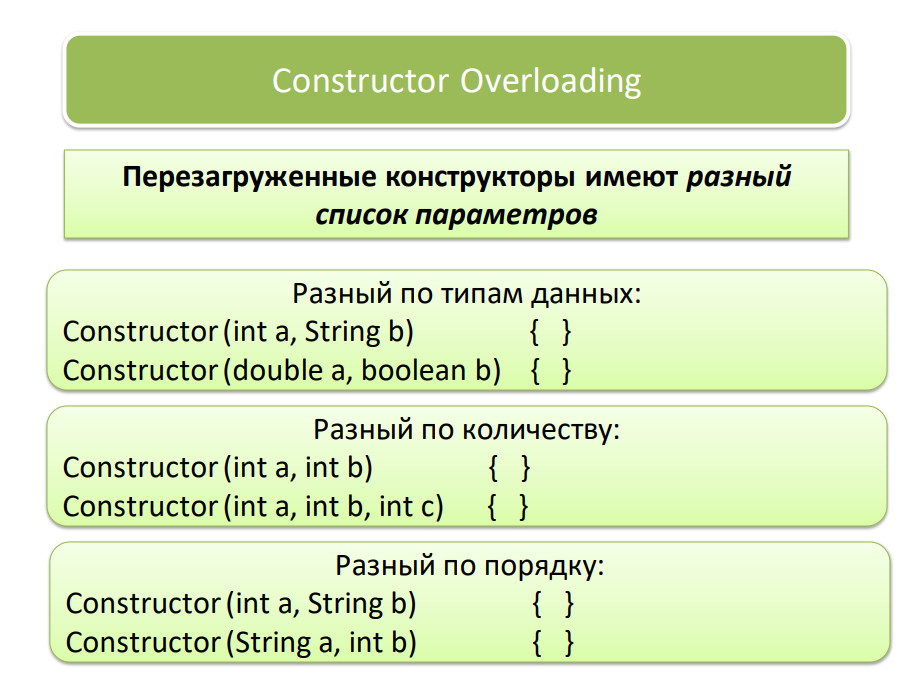 Constructor Overloading
Перезагруженные конструкторы имеют разный
список параметров
Разный по типам данных:
Constructor (int a, String b) { }
Constructor (double a, boolean b) { }
Разный по количеству:
Constructor (int a, int b) { }
Constructor (int a, int b, int c) { }
Разный по порядку:
Constructor (int a, String b) { }
Constructor (String a, int b) { }